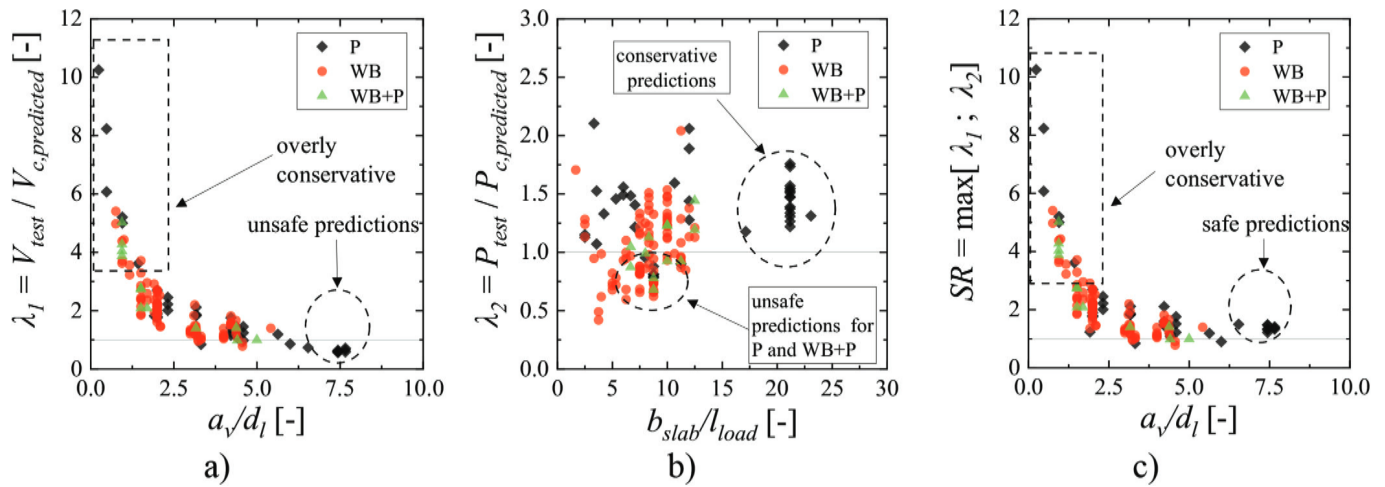 λ1 = Vtest / Vc,predicted [-]
12
10
8
6
4
2
0
P
WB
WB+P
overly
conservative
unsafe predictions
0.0 2.5 5.0 7.5 10.0
av/dl [-]
a)
λ2 = Ptest / Pc,predicted [-]
3.0
2.5
2.0
1.5
1.0
0.5
0.0
conservative
predictions
P
WB
WB+P
unsafe
predictions for
P and WB+P
0 5 10 15 20 25 30
bslab/lload [-]
b)
SR = max[ λ1 ; λ2 ]
12
10
8
6
4
2
0
P
WB
WB+P
overly
conservative
safe predictions
0.0 2.5 5.0 7.5 10.0
av/dl [-]
c)